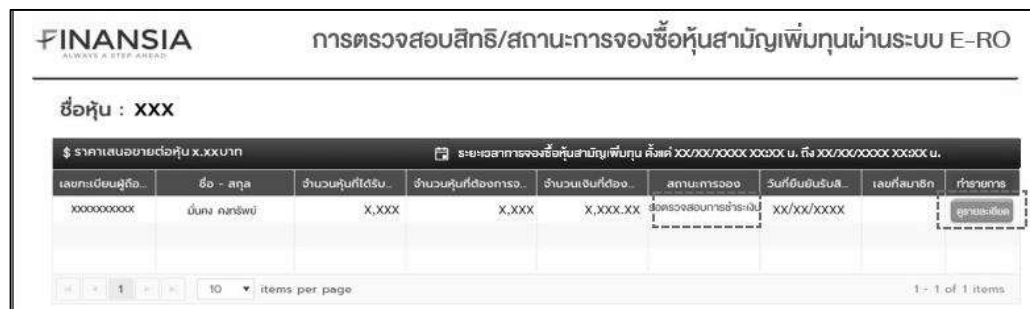 FINANSIA
ALWAYS A STEP AHEAD
การตรวจสอบสิทธิ/สถานะการจองซื้อหุ้นสามัญเพิ่มทุนผ่านระบบ E-RO
ชื่อหุ้น : XXX
$ ราคาเสนอขายต่อหุ้น x.xxบาท ระยะเวลาการจองซื้อหุ้นสามัญเพิ่มทุน ตั้งแต่ XX/XX/XXXX XX:XX น. ถึง XX/XX/XXXX XX:XX น.
เลขทะเบียนผู้ถือ... ชื่อ - สกุล จำนวนหุ้นที่ได้รับ... จำนวนหุ้นที่ต้องการจ... จำนวนเงินที่ต้อง... สถานะการจอง วันที่ยืนยันรับสิ... เลขที่สมาชิก ทำรายการ
XXXXXXXXXX มั่นคง คงทรัพย์ X,XXX X,XXX X,XXX.XX รอตรวจสอบการชำระเงิน XX/XX/XXXX ดูรายละเอียด
1 10 items per page 1 - 1 of 1 items